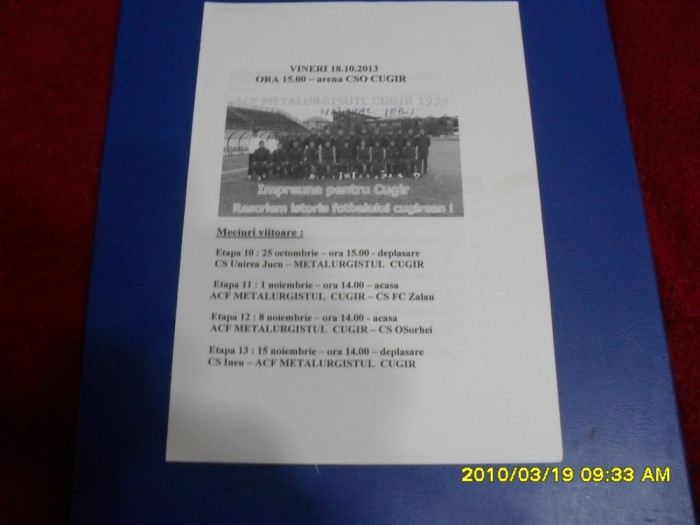 VINERI 18.10.2013
ORA 15.00 – arena CSO CUGIR
ACF METALURGISUTL CUGIR 1939
Impreuna pentru Cugir
Rescriem istoria fotbalului cugirean !
Meciuri viitoare :
Etapa 10 : 25 octombrie – ora 15.00 - deplasare
CS Unirea Jucu – METALURGISTUL CUGIR
Etapa 11 : 1 noiembrie – ora 14.00 – acasa
ACF METALURGISTUL CUGIR – CS FC Zalau
Etapa 12 : 8 noiembrie – ora 14.00 - acasa
ACF METALURGISTUL CUGIR – CS OSorhei
Etapa 13 : 15 noiembrie – ora 14.00 – deplasare
CS Ineu – ACF METALURGISTUL CUGIR
2010/03/19 09:33 AM